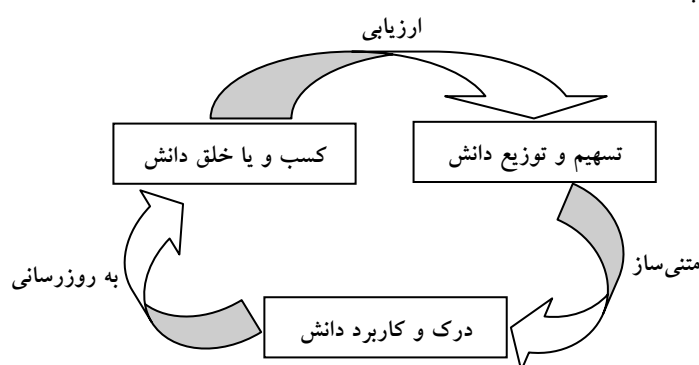 ارزیابی
کسب و یا خلق دانش
تسهیم و توزیع دانش
متنی‌ساز
به روزرسانی
درک و کاربرد دانش